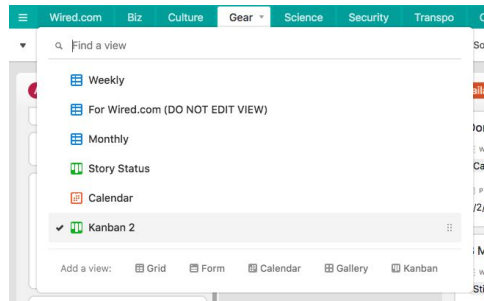 Wired.com Biz Culture Gear Science Security Transpo
Find a view
Weekly
For Wired.com (DO NOT EDIT VIEW)
Monthly
Story Status
Calendar
Kanban 2
Add a view: Grid Form Calendar Gallery Kanban